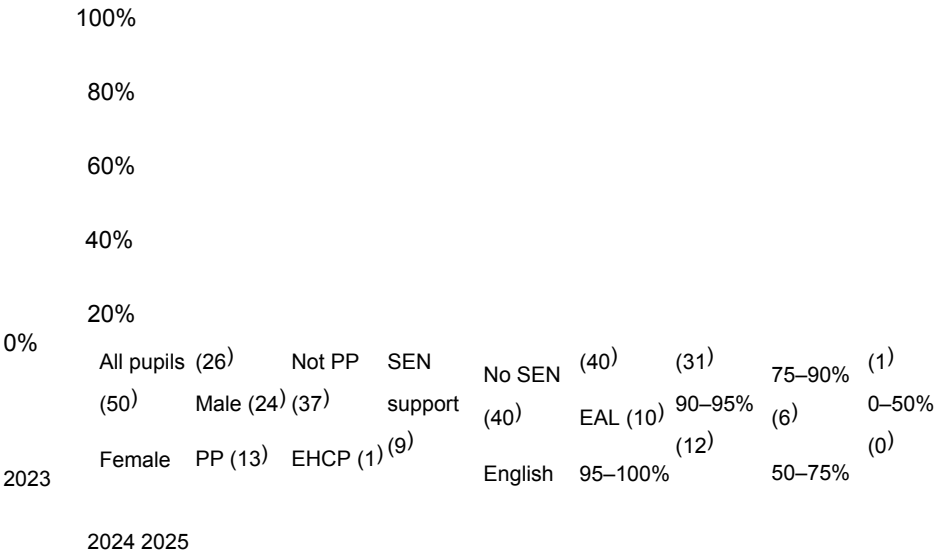 100%
80%
60%
40%
20%
0%
All pupils (26) Not PP SEN No SEN (40) (31) 75–90% (1)
(50) Male (24) (37) support (40) EAL (10) 90–95% (6) 0–50%
Female PP (13) EHCP (1) (9) English 95–100% (12) 50–75% (0)
2023
2024 2025